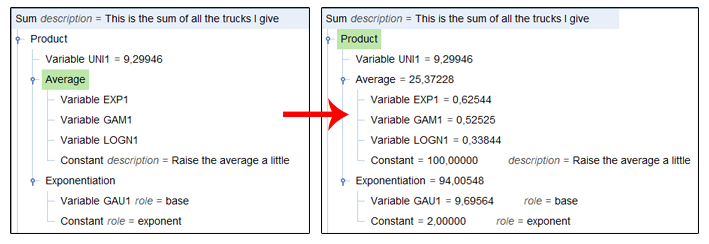 Sum description = This is the sum of all the trucks I give
Product
Variable UNI1 = 9,29946
Average
Variable EXP1
Variable GAM1
Variable LOGN1
Constant description = Raise the average a little
Exponentiation
Variable GAU1 role = base
Constant role = exponent
Sum description = This is the sum of all the trucks I give
Product
Variable UNI1 = 9,29946
Average = 25,37228
Variable EXP1 = 0,62544
Variable GAM1 = 0,52525
Variable LOGN1 = 0,33844
Constant = 100,00000 description = Raise the average a little
Exponentiation = 94,00548
Variable GAU1 = 9,69564 role = base
Constant = 2,00000 role = exponent